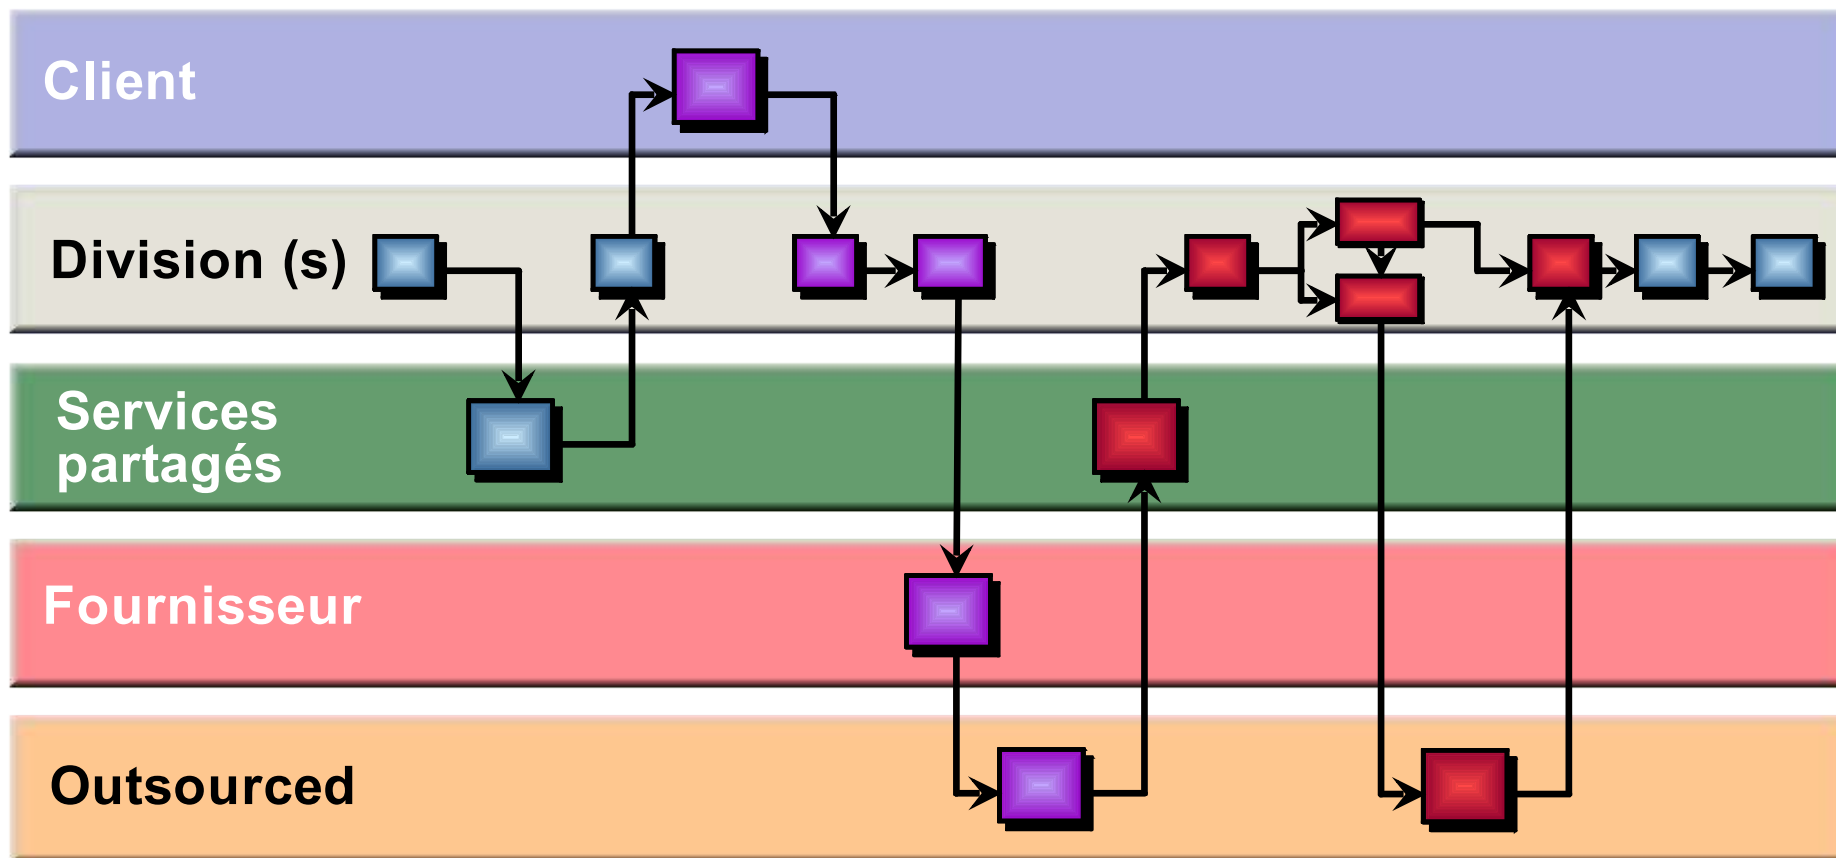 Client
Division (s)
Services
partagés
Fournisseur
Outsourced